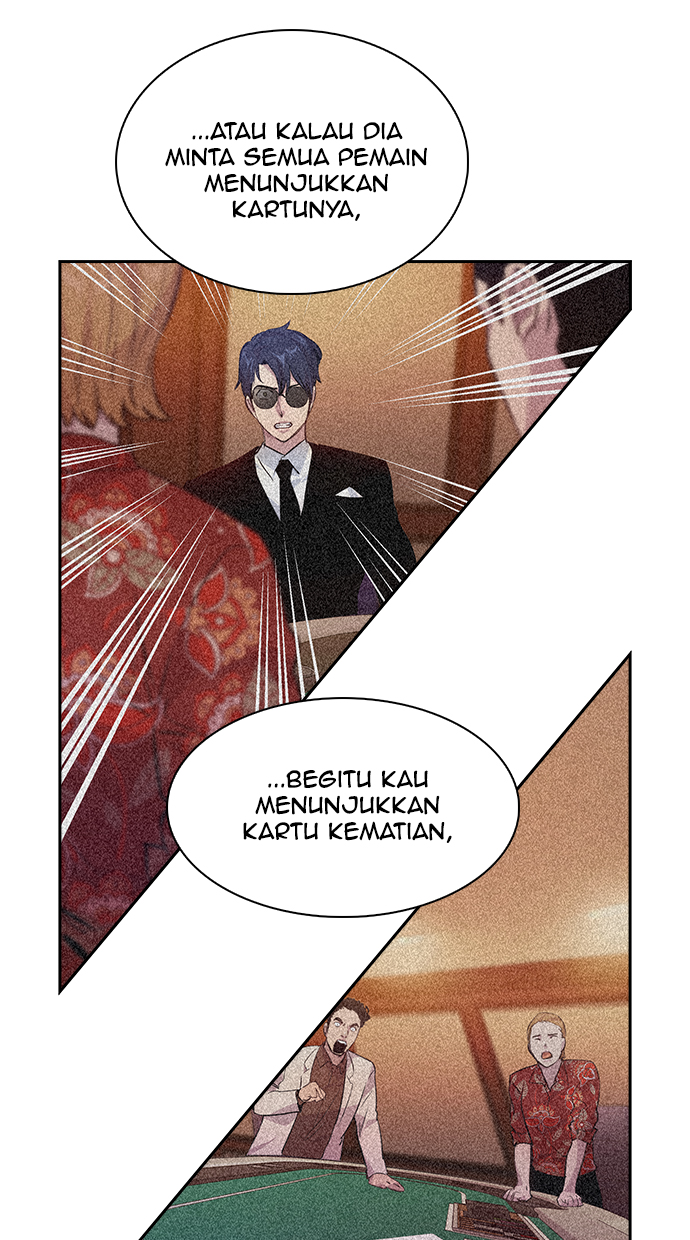 ...ATAU KALAU DIA
MINTA SEMUA PEMAIN
MENUNJUKKAN
KARTUNYA,
...BEGITU KAU
MENUNJUKKAN
KARTU KEMATIAN,